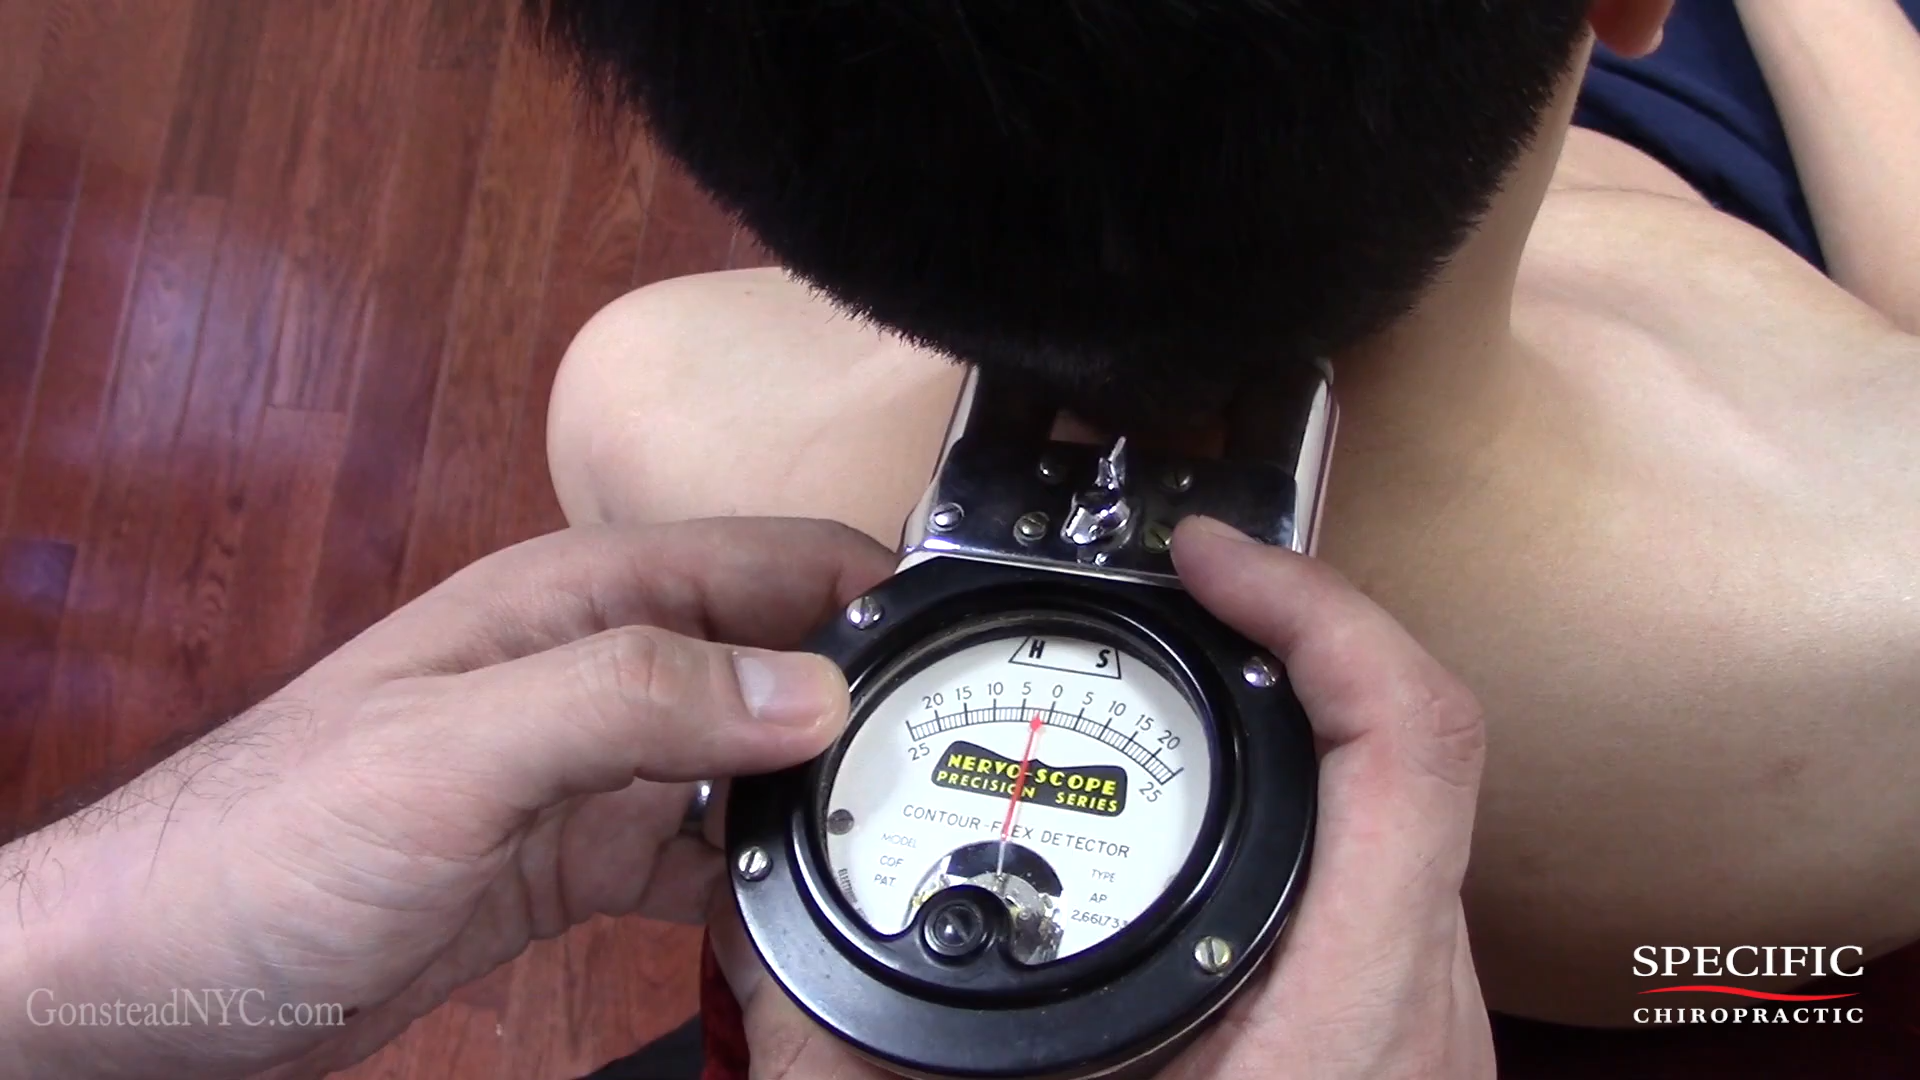 H S
20 15 10 5 0 5 10 15 20
25 25
NERVO-SCOPE
PRECISION SERIES
CONTOUR-FLEX DETECTOR
MODEL
COF
PAT
TYPE
AP
GonsteadNYC.com
SPECIFIC
CHIROPRACTIC